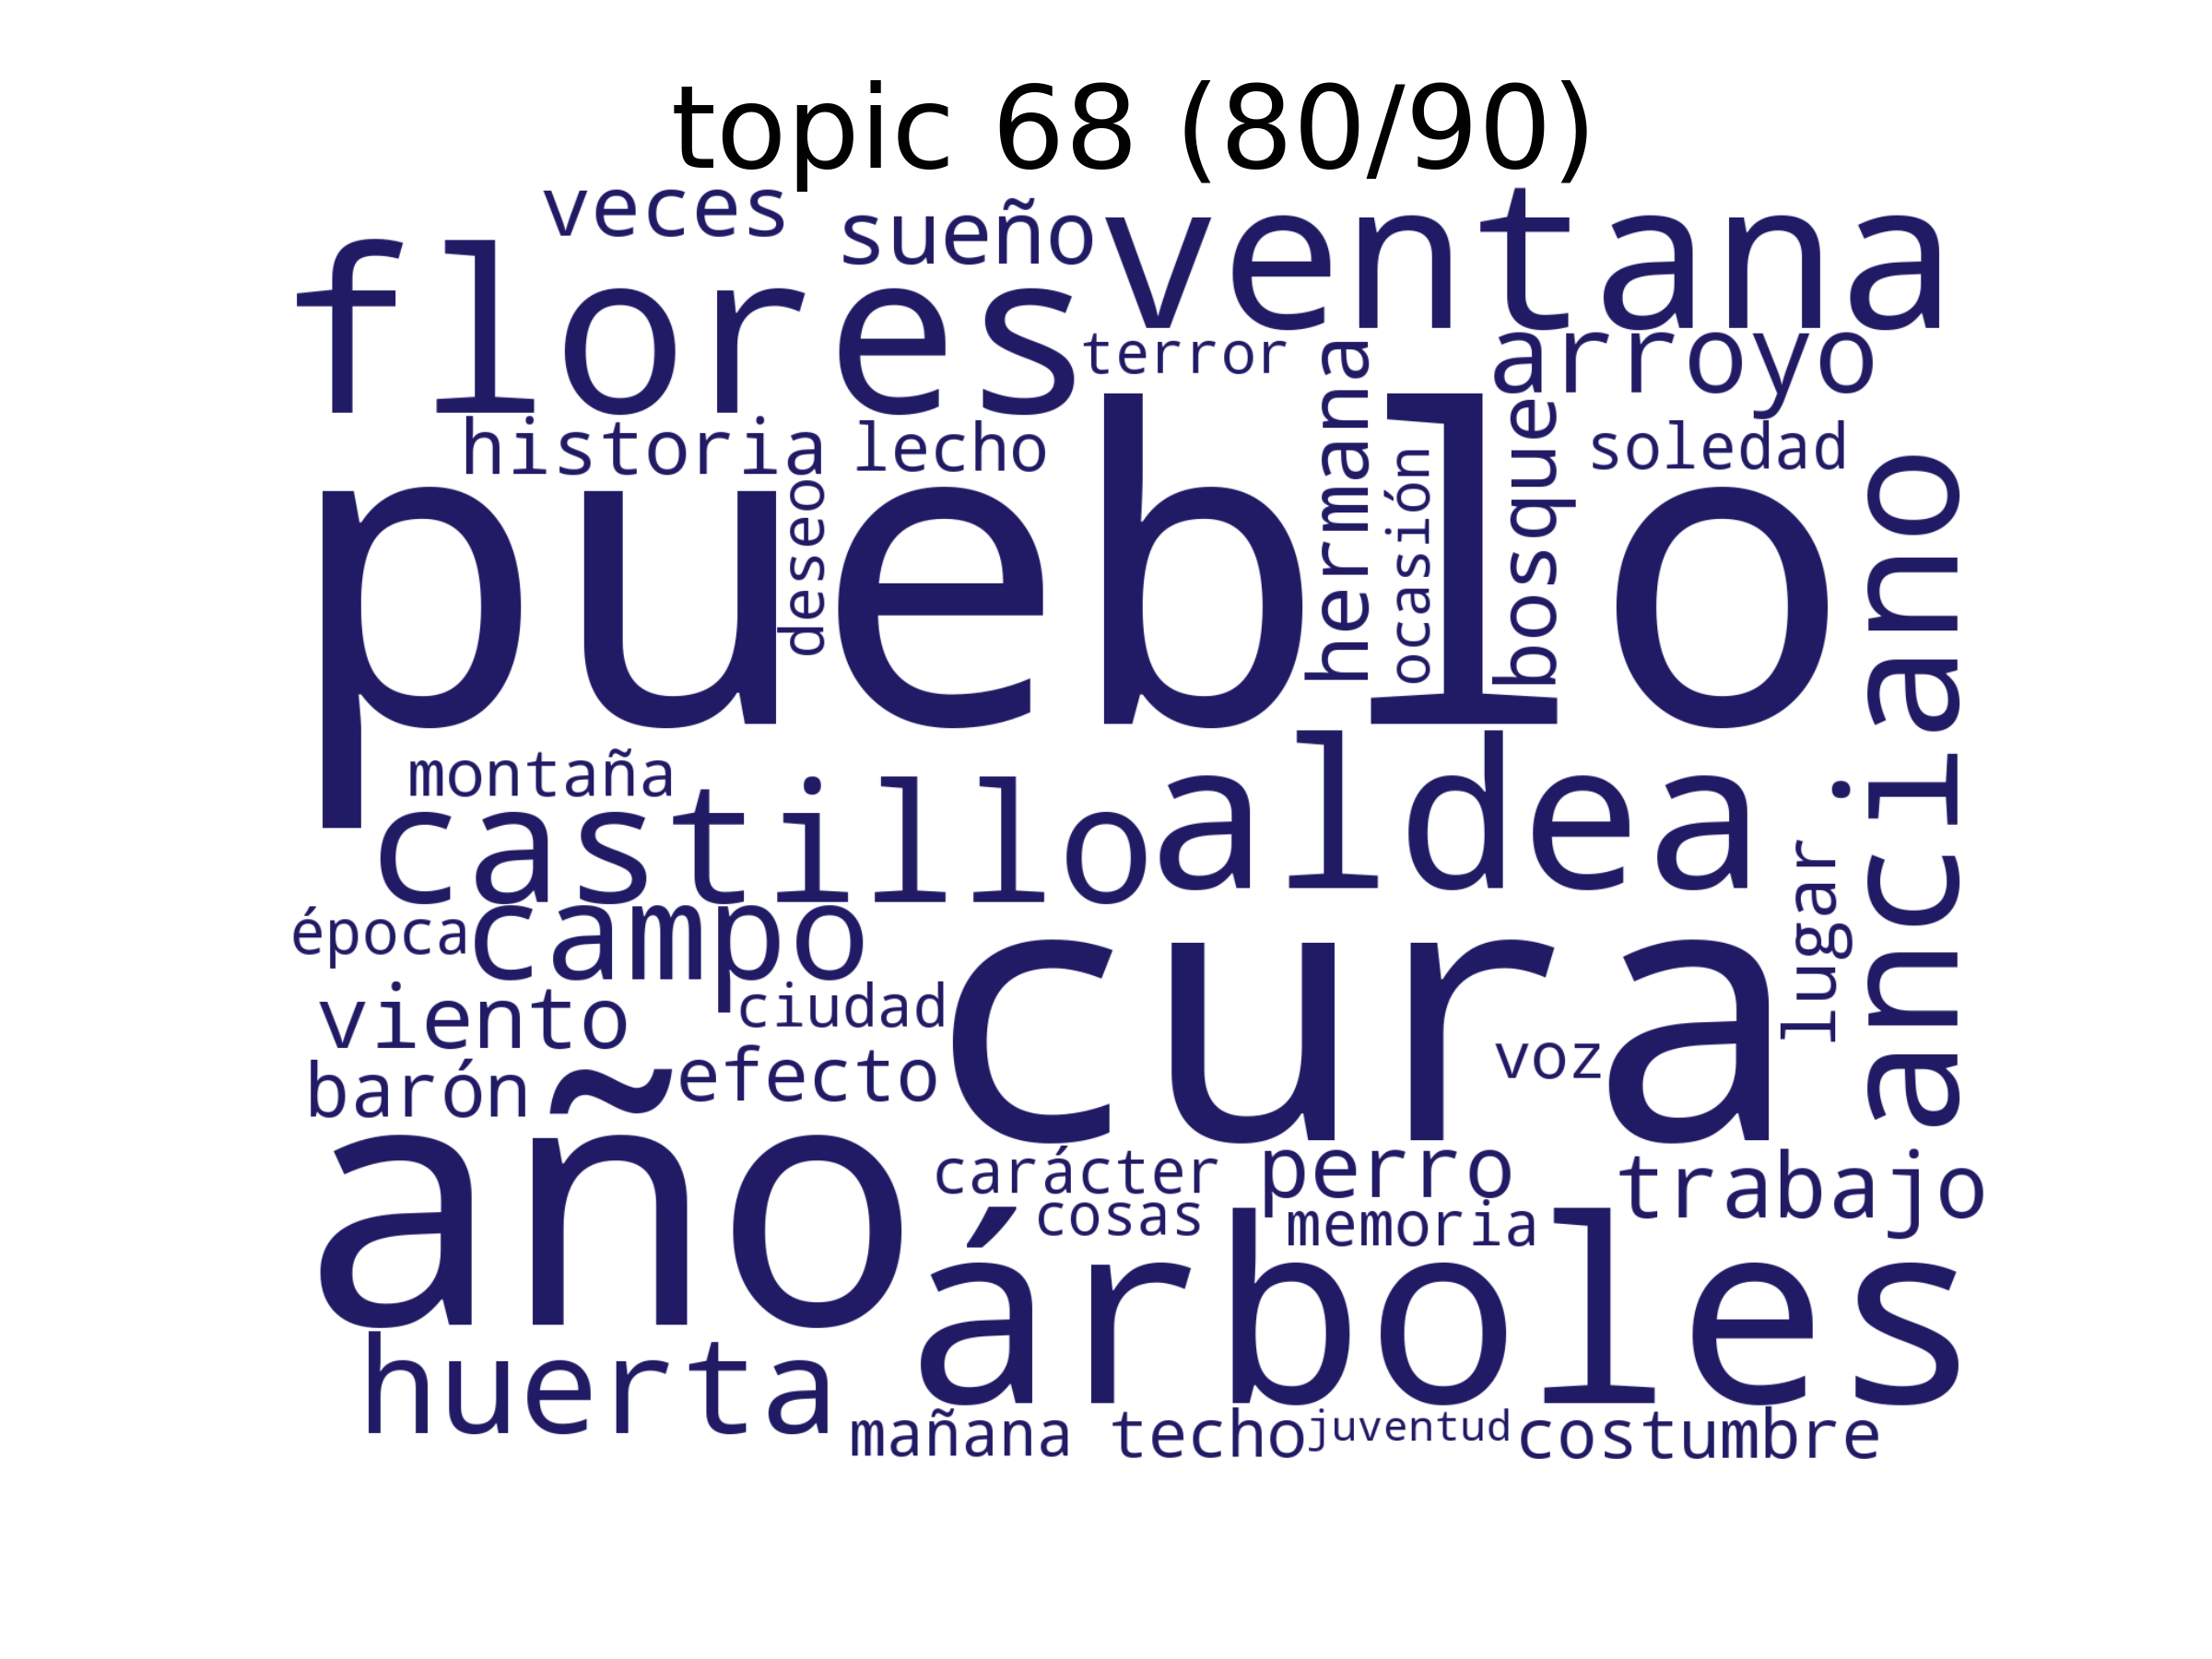 topic 68 (80/90)
veces
sueño
ventana
flores
terror
arroyo
hermana
historia
lecho
soledad
ocasión
bosque
deseo
pueblo
anciano
montaña
castillo
aldea
lugar
época
campo
viento
ciudad
cura
voz
barón
efecto
año
carácter
perro
trabajo
cosas
memoria
árboles
huerta
mañana
techo
juventud
costumbre